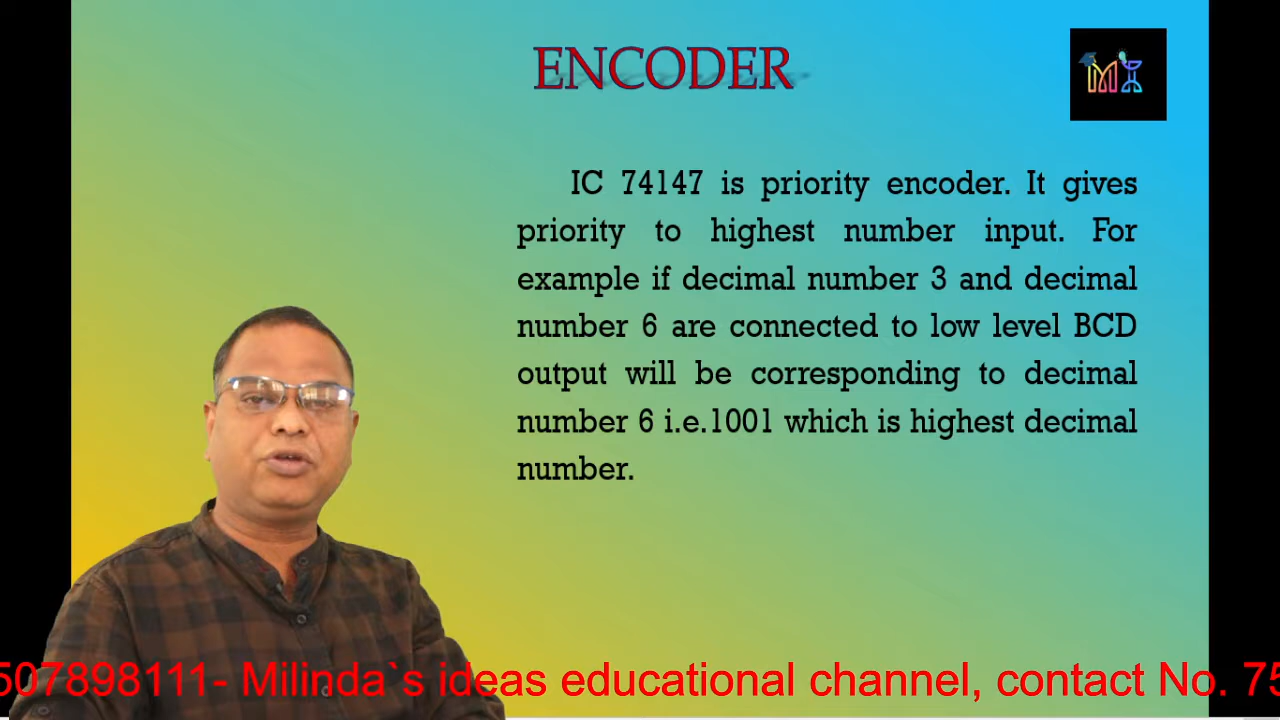 ENCODER
MI
IC 74147 is priority encoder. It gives
priority to highest number input. For
example if decimal number 3 and decimal
number 6 are connected to low level BCD
output will be corresponding to decimal
number 6 i.e.1001 which is highest decimal
number.
507898111- Milinda`s ideas educational channel, contact No. 75